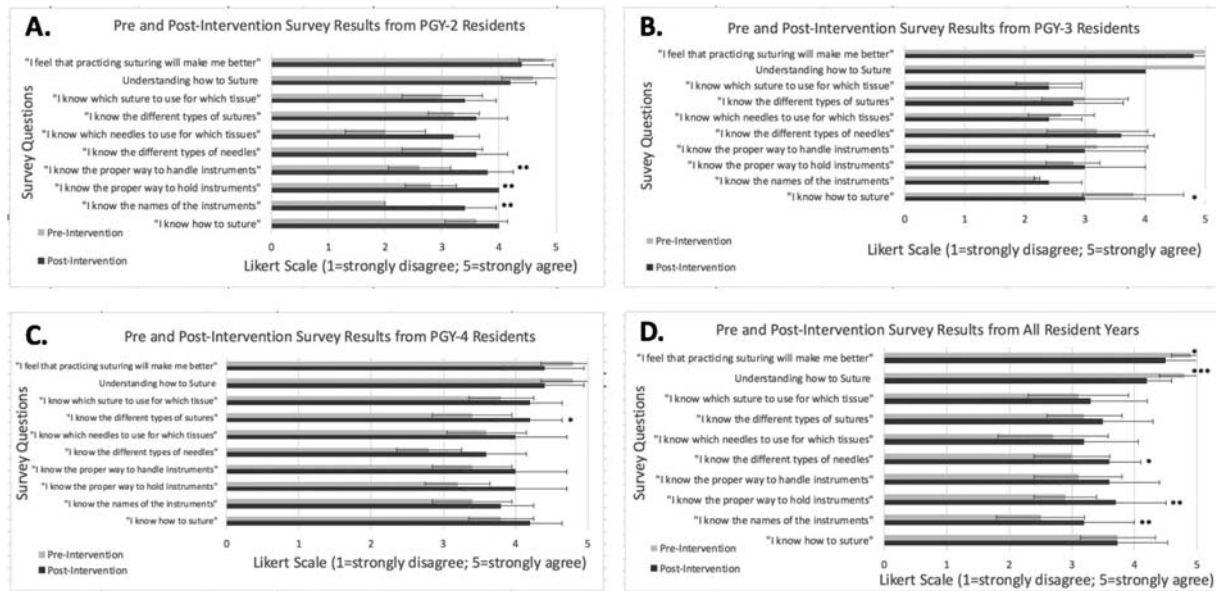 A.
Pre and Post-Intervention Survey Results from PGY-2 Residents
Survey Questions
"I feel that practicing suturing will make me better"
Understanding how to Suture
"I know which suture to use for which tissue"
"I know the different types of sutures"
"I know which needles to use for which tissues"
"I know the different types of needles"
"I know the proper way to handle instruments"
"I know the proper way to hold instruments"
"I know the names of the instruments"
"I know how to suture"
Pre-Intervention
Post-Intervention
0 1 2 3 4 5
Likert Scale (1=strongly disagree; 5=strongly agree)
B.
Pre and Post-Intervention Survey Results from PGY-3 Residents
Suvey Questions
"I feel that practicing suturing will make me better"
Understanding how to Suture
"I know which suture to use for which tissue"
"I know the different types of sutures"
"I know which needles to use for which tissues"
"I know the different types of needles"
"I know the proper way to handle instruments"
"I know the proper way to hold instruments"
"I know the names of the instruments"
"I know how to suture"
Pre-Intervention
Post-Intervention
0 1 2 3 4 5
Likert Scale (1=strongly disagree; 5=strongly agree)
C.
Pre and Post-Intervention Survey Results from PGY-4 Residents
Survey Questions
"I feel that practicing suturing will make me better"
Understanding how to Suture
"I know which suture to use for which tissue"
"I know the different types of sutures"
"I know which needles to use for which tissues"
"I know the different types of needles"
"I know the proper way to handle instruments"
"I know the proper way to hold instruments"
"I know the names of the instruments"
"I know how to suture"
Pre-Intervention
Post-Intervention
0 1 2 3 4 5
Likert Scale (1=strongly disagree; 5=strongly agree)
D.
Pre and Post-Intervention Survey Results from All Resident Years
Survey Questions
"I feel that practicing suturing will make me better"
Understanding how to Suture
"I know which suture to use for which tissue"
"I know the different types of sutures"
"I know which needles to use for which tissues"
"I know the different types of needles"
"I know the proper way to handle instruments"
"I know the proper way to hold instruments"
"I know the names of the instruments"
"I know how to suture"
Pre-Intervention
Post-Intervention
0 1 2 3 4 5
Likert Scale (1=strongly disagree; 5=strongly agree)